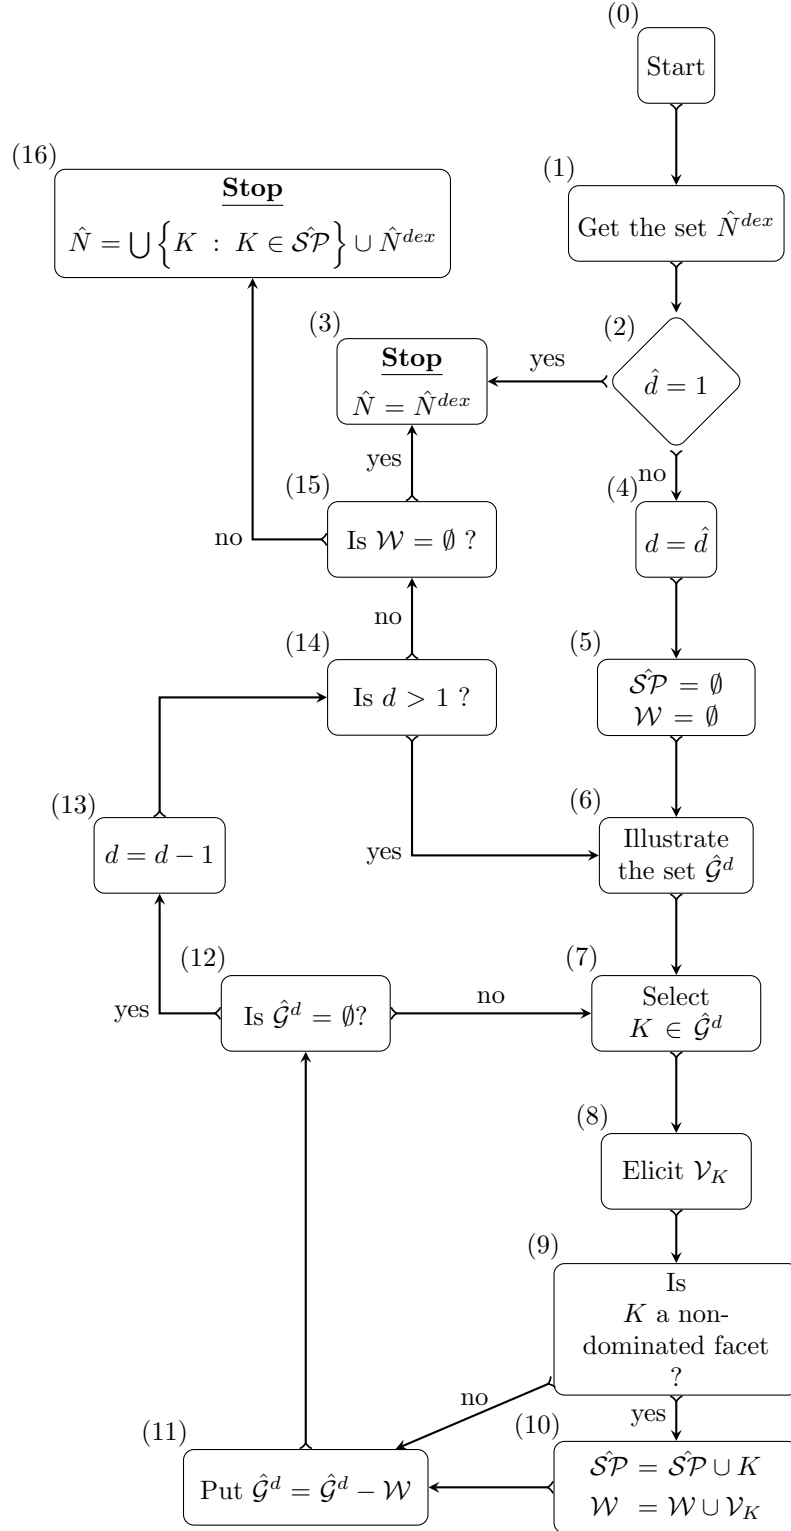 (0)
Start
(1)
Get the set N̂^{dex}
(2)
d̂ = 1
yes
no
(3)
Stop
N̂ = N̂^{dex}
(4)
d = d̂
(5)
𝒮𝒫̂ = ∅
𝒲 = ∅
(6)
Illustrate
the set 𝒢̂^d
(7)
Select
K ∈ 𝒢̂^d
(8)
Elicit 𝒱_K
(9)
Is
K a non-
dominated facet
?
no
yes
(10)
𝒮𝒫̂ = 𝒮𝒫̂ ∪ K
𝒲 = 𝒲 ∪ 𝒱_K
(11)
Put 𝒢̂^d = 𝒢̂^d − 𝒲
(12)
Is 𝒢̂^d = ∅?
yes
no
(13)
d = d − 1
(14)
Is d > 1 ?
yes
no
(15)
Is 𝒲 = ∅ ?
yes
no
(16)
Stop
N̂ = ⋃ {K : K ∈ 𝒮𝒫̂} ∪ N̂^{dex}